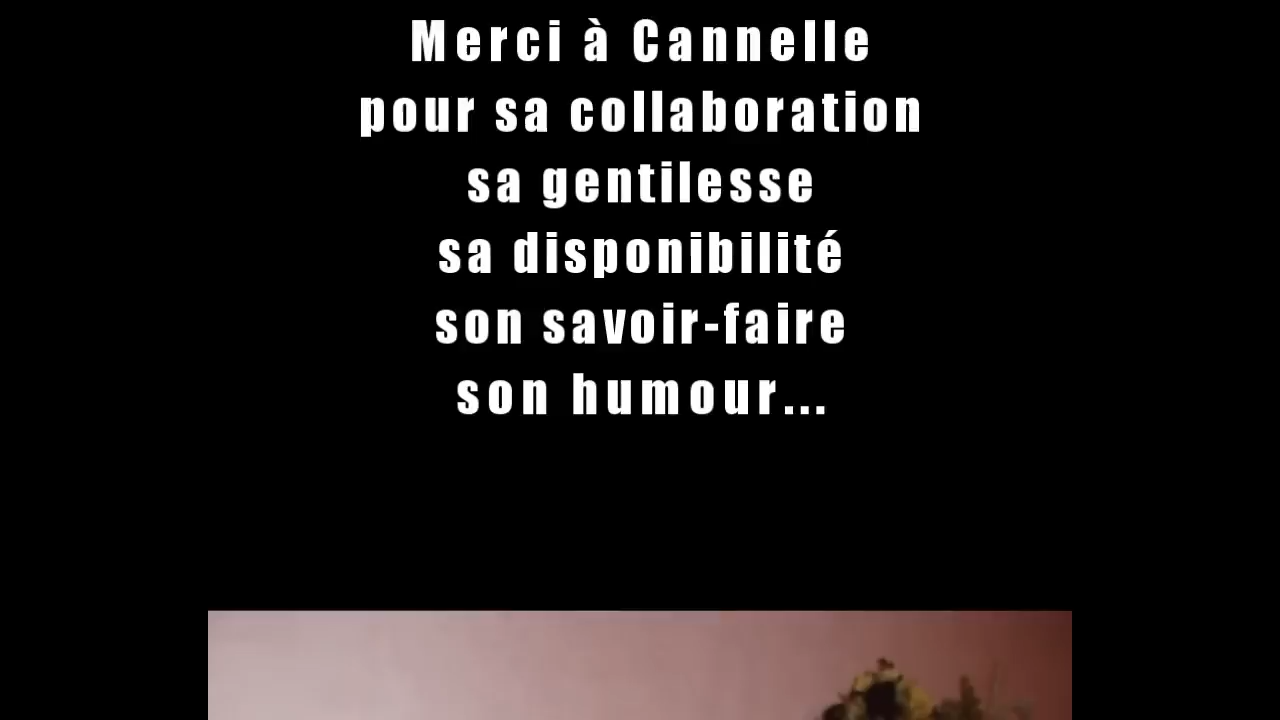 Merci à Cannelle
pour sa collaboration
sa gentilesse
sa disponibilité
son savoir-faire
son humour...